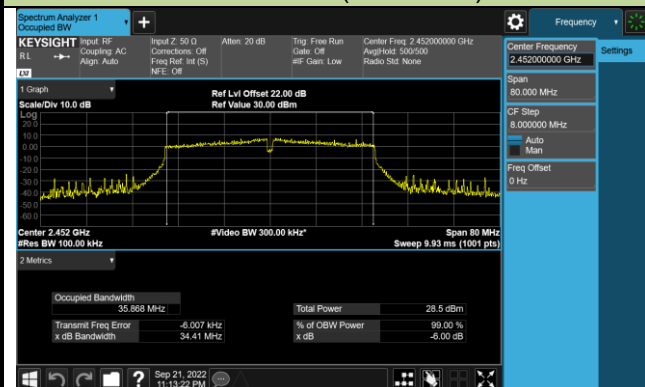 Spectrum Analyzer 1
Occupied BW
Frequency
KEYSIGHT
R L
LXI
Input: RF
Coupling: AC
Align: Auto
Input Z: 50 Ω
Corrections: Off
Freq Ref: Int (S)
NFE: Off
Atten: 20 dB
Trig: Free Run
Gate: Off
#IF Gain: Low
Center Freq: 2.452000000 GHz
Avg|Hold: 500/500
Radio Std: None
Center Frequency
2.452000000 GHz
Settings
Span
80.000 MHz
CF Step
8.000000 MHz
Auto
Man
Freq Offset
0 Hz
1 Graph
Scale/Div 10.0 dB
Ref Lvl Offset 22.00 dB
Ref Value 30.00 dBm
Log
20.0
10.0
0.00
-10.0
-20.0
-30.0
-40.0
-50.0
-60.0
Center 2.452 GHz
#Res BW 100.00 kHz
#Video BW 300.00 kHz*
Span 80 MHz
Sweep 9.93 ms (1001 pts)
2 Metrics
Occupied Bandwidth
35.868 MHz
Total Power 28.5 dBm
Transmit Freq Error -6.007 kHz
% of OBW Power 99.00 %
x dB Bandwidth 34.41 MHz
x dB -6.00 dB
?
Sep 21, 2022
11:13:22 PM